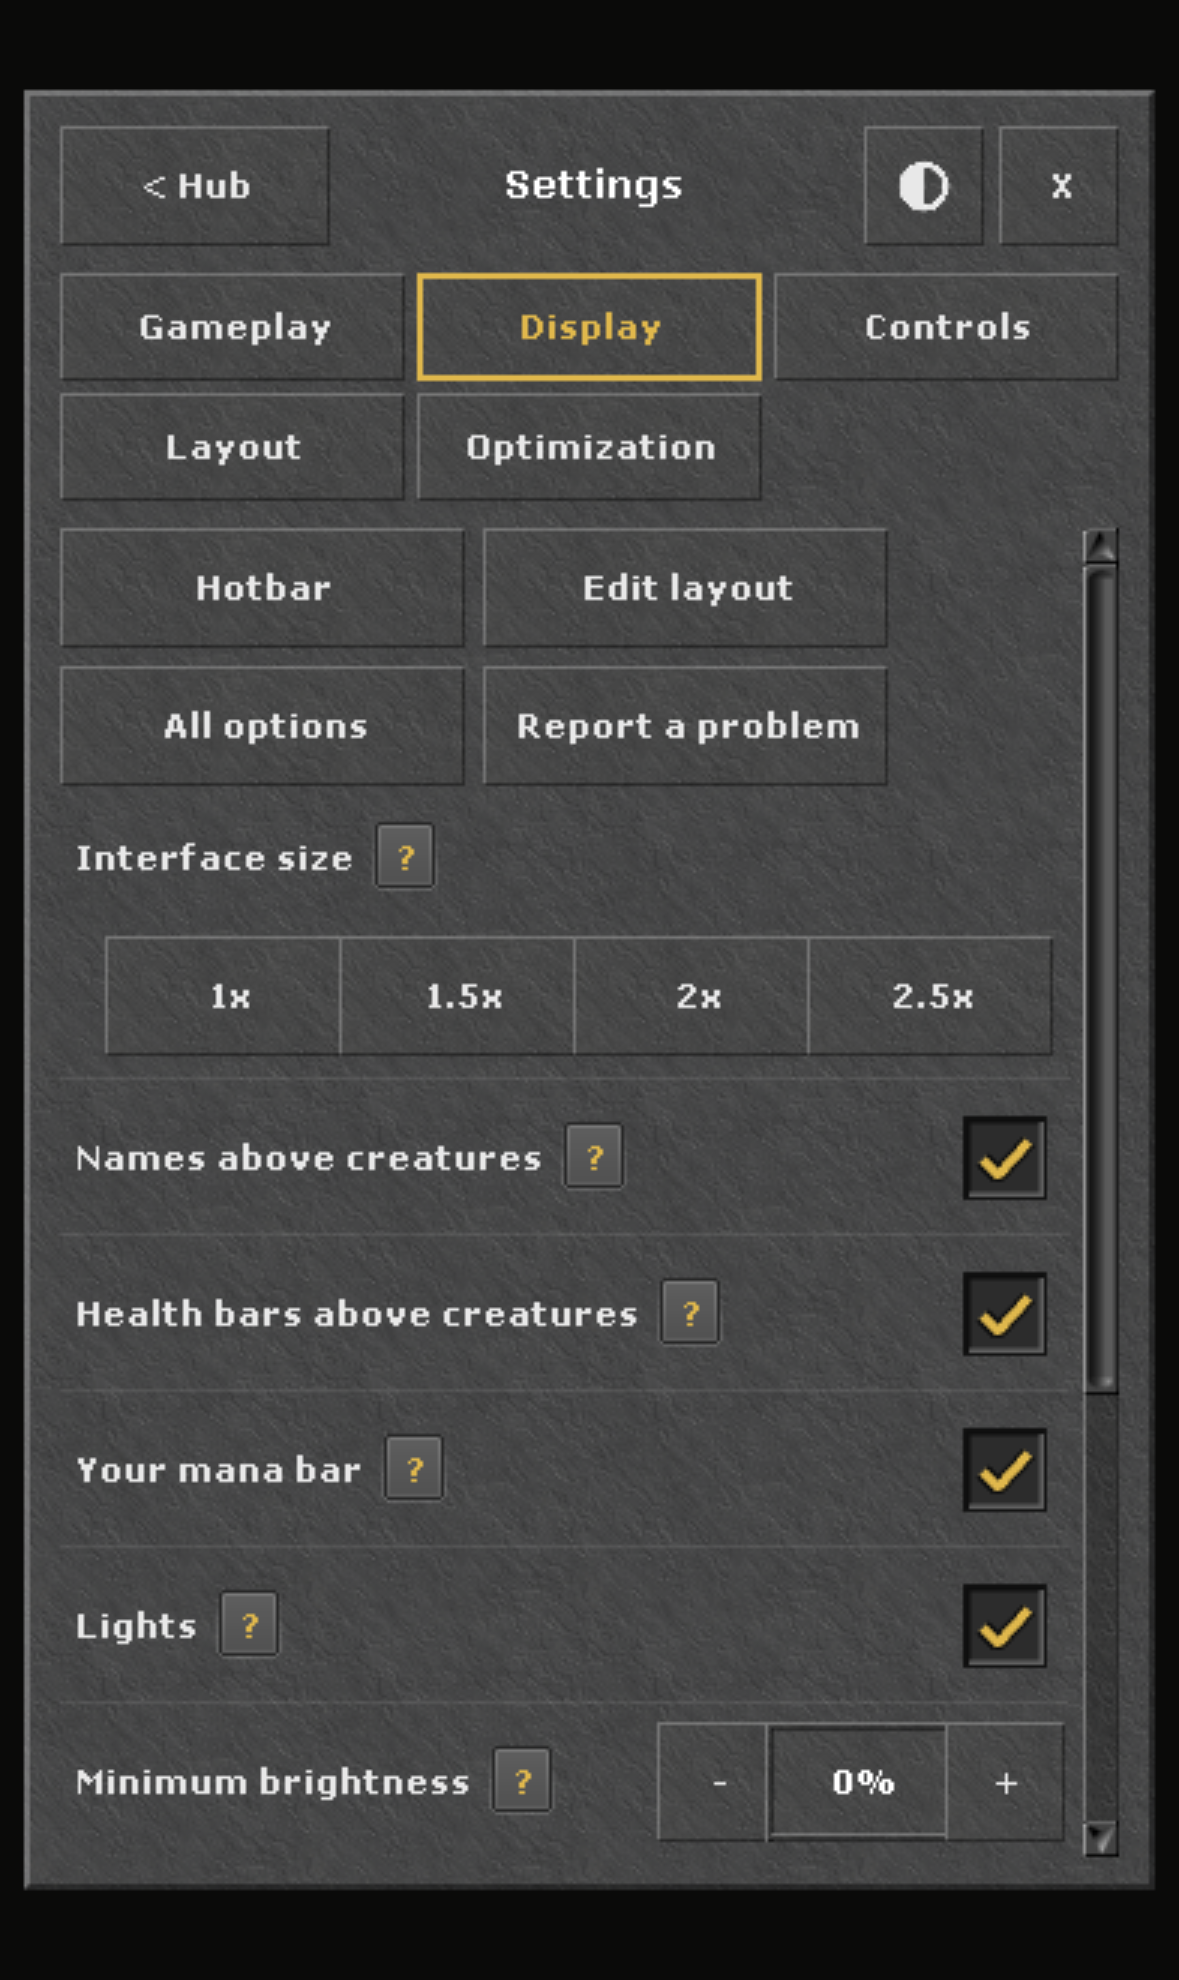 < Hub Settings X
Gameplay Display Controls
Layout Optimization
Hotbar Edit layout
All options Report a problem
Interface size ?
1x 1.5x 2x 2.5x
Names above creatures ?
Health bars above creatures ?
Your mana bar ?
Lights ?
Minimum brightness ? - 0% +